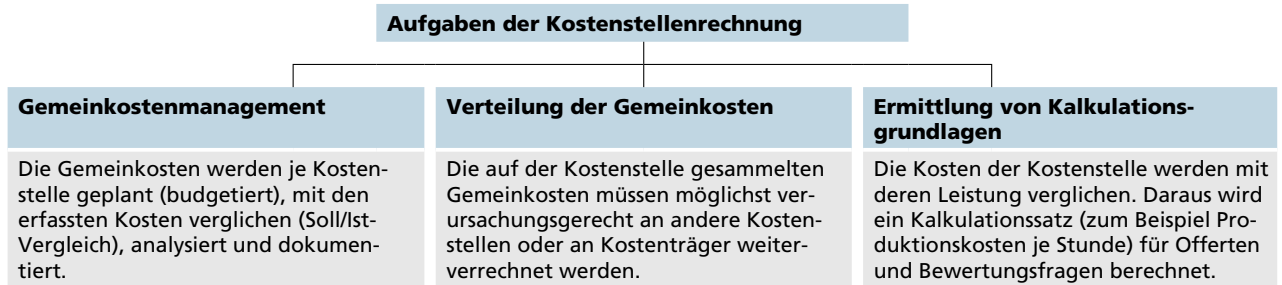 Aufgaben der Kostenstellenrechnung
Gemeinkostenmanagement
Die Gemeinkosten werden je Kosten-
stelle geplant (budgetiert), mit den
erfassten Kosten verglichen (Soll/Ist-
Vergleich), analysiert und dokumen-
tiert.
Verteilung der Gemeinkosten
Die auf der Kostenstelle gesammelten
Gemeinkosten müssen möglichst ver-
ursachungsgerecht an andere Kosten-
stellen oder an Kostenträger weiter-
verrechnet werden.
Ermittlung von Kalkulations-
grundlagen
Die Kosten der Kostenstelle werden mit
deren Leistung verglichen. Daraus wird
ein Kalkulationssatz (zum Beispiel Pro-
duktionskosten je Stunde) für Offerten
und Bewertungsfragen berechnet.